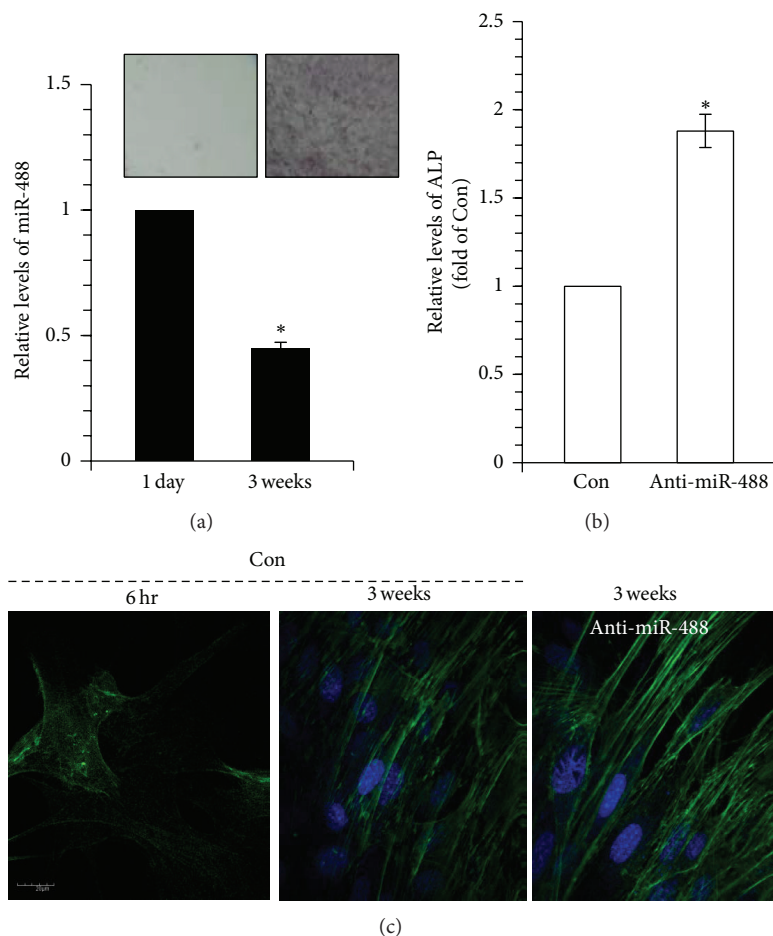 Relative levels of miR-488
1.5
1
0.5
0
*
1 day
3 weeks
(a)
Relative levels of ALP
(fold of Con)
2.5
2
1.5
1
0.5
0
*
Con
Anti-miR-488
(b)
Con
6 hr
3 weeks
3 weeks
Anti-miR-488
20μm
(c)